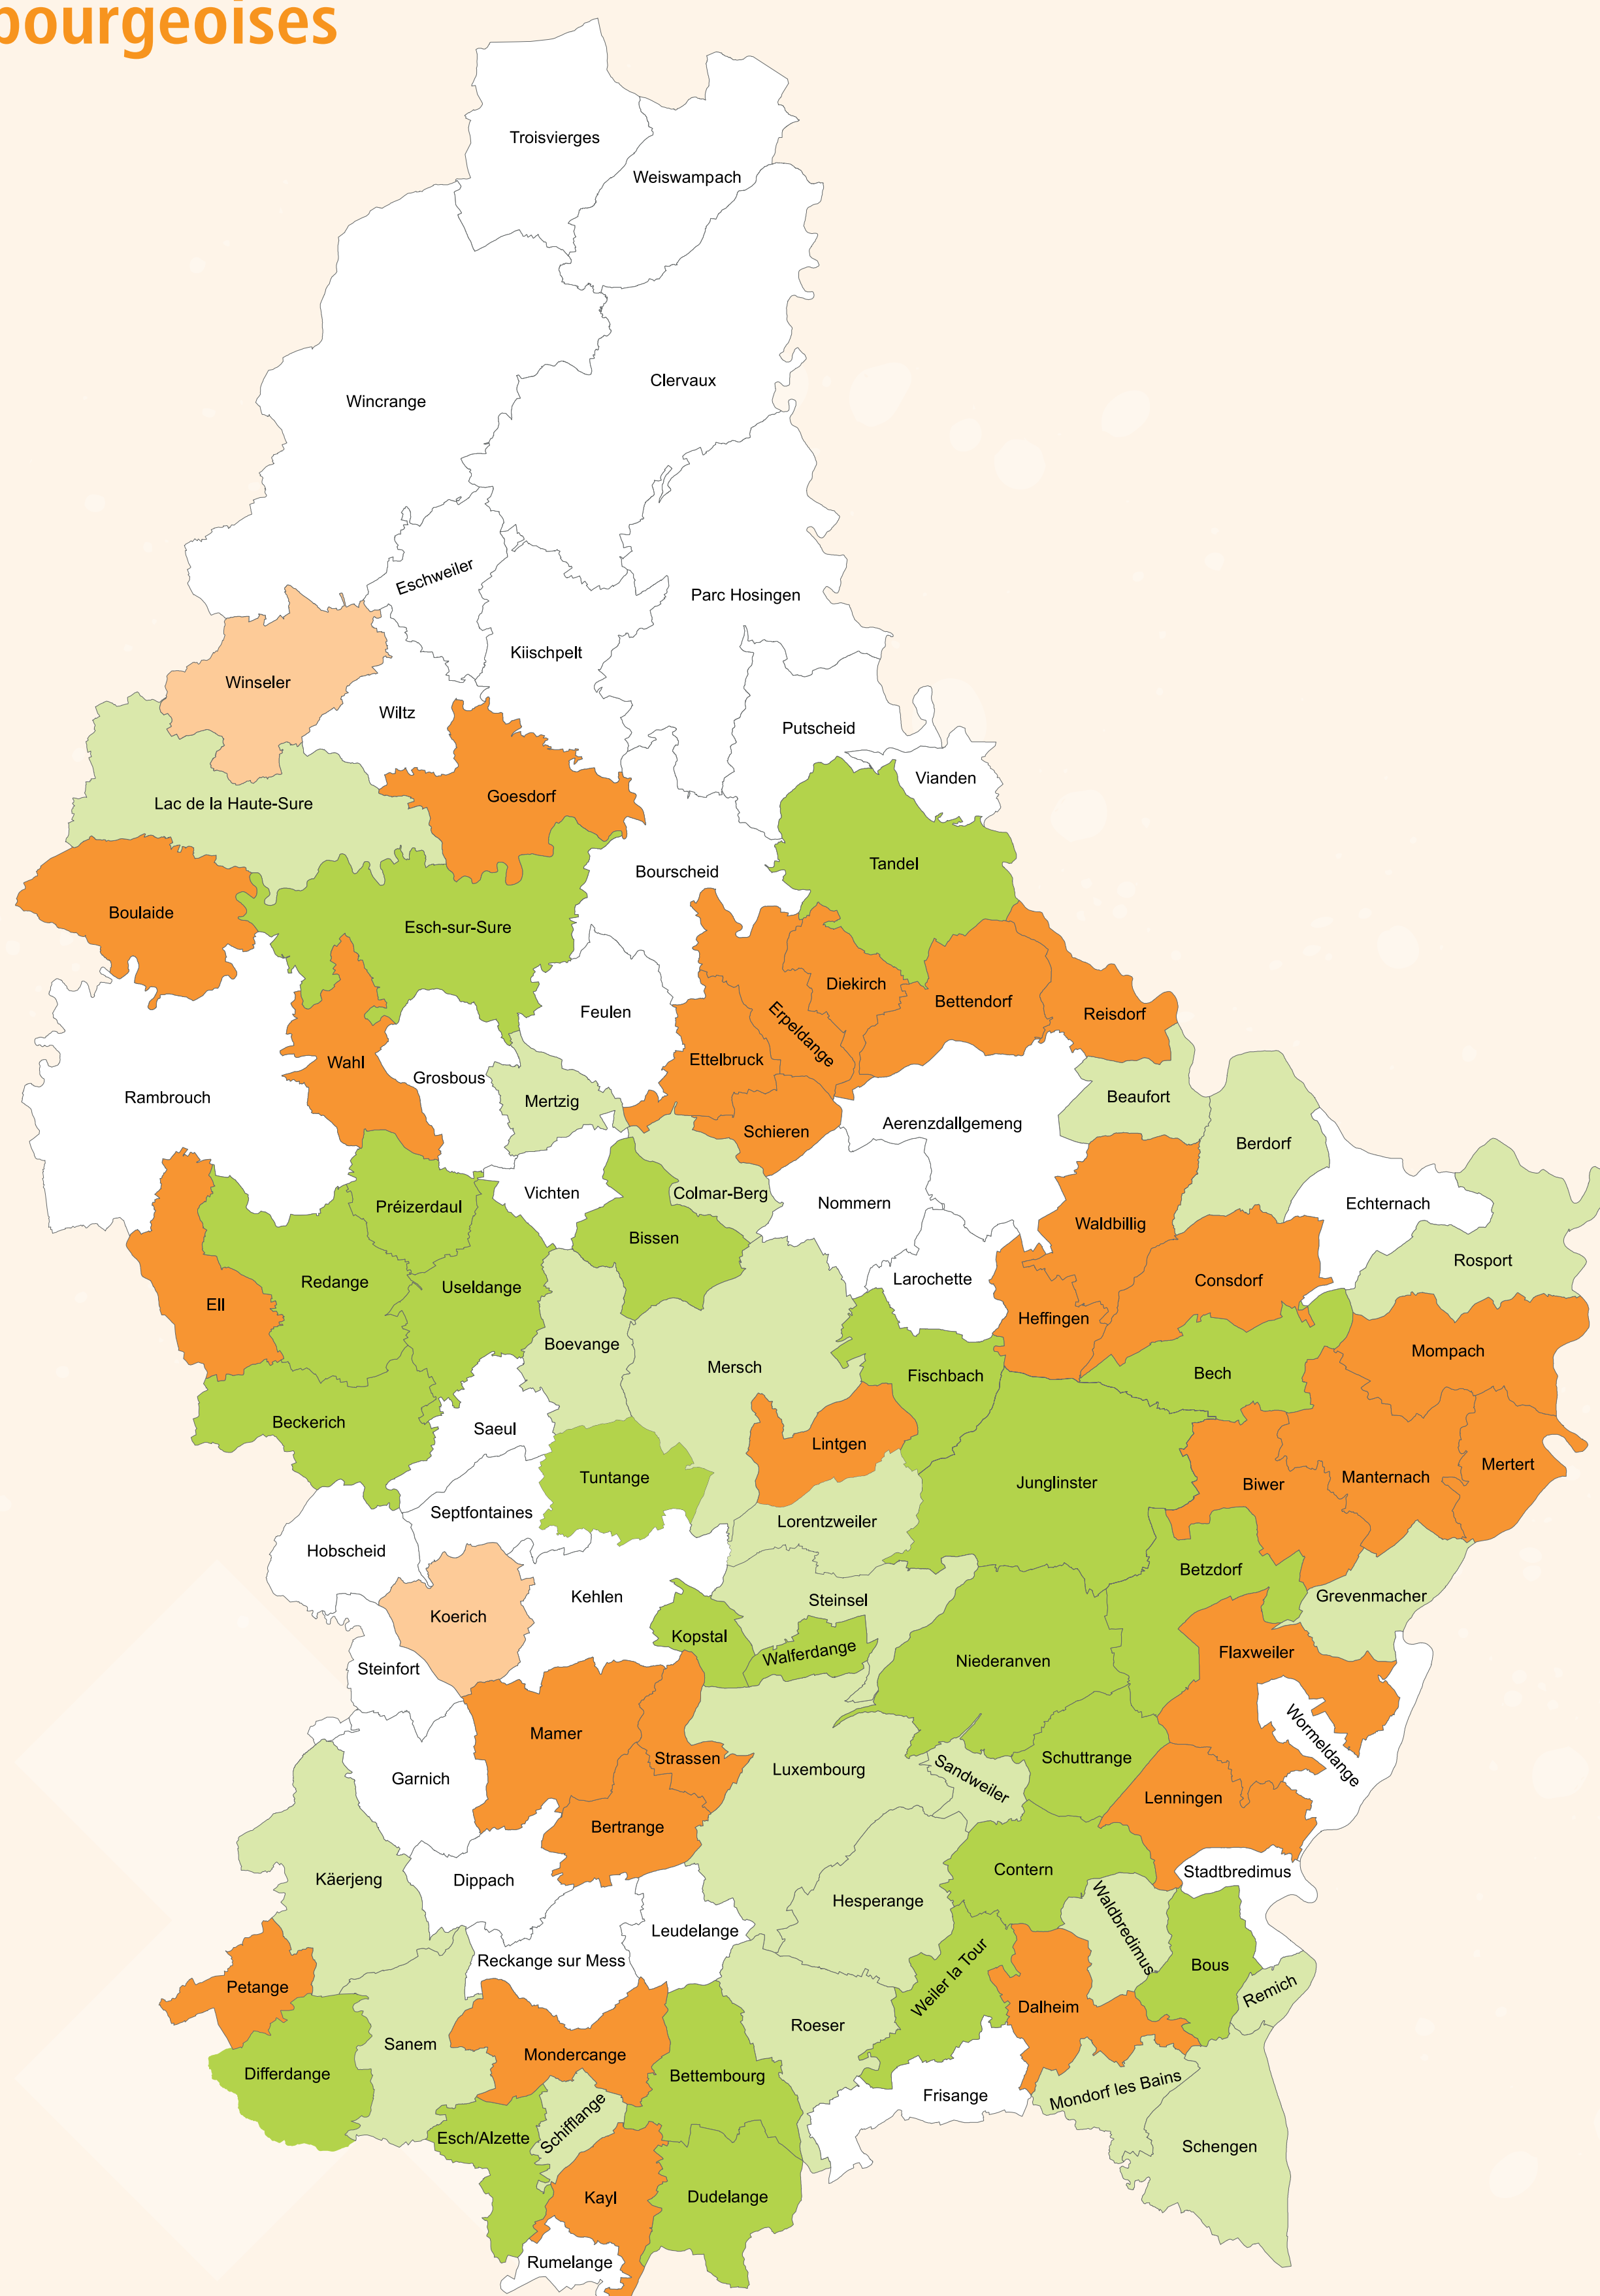 bourgeoises
Troisvierges
Weiswampach
Clervaux
Wincrange
Eschweiler
Parc Hosingen
Kiischpelt
Winseler
Wiltz
Putscheid
Vianden
Goesdorf
Lac de la Haute-Sure
Tandel
Bourscheid
Boulaide
Esch-sur-Sure
Diekirch
Bettendorf
Feulen
Reisdorf
Erpeldange
Ettelbruck
Wahl
Grosbous
Rambrouch
Beaufort
Mertzig
Aerenzdallgemeng
Schieren
Berdorf
Vichten
Colmar-Berg
Nommern
Echternach
Préizerdaul
Waldbillig
Bissen
Rosport
Larochette
Consdorf
Redange
Useldange
Ell
Heffingen
Boevange
Mompach
Mersch
Bech
Fischbach
Beckerich
Saeul
Lintgen
Mertert
Tuntange
Manternach
Junglinster
Biwer
Septfontaines
Lorentzweiler
Hobscheid
Betzdorf
Kehlen
Grevenmacher
Steinsel
Koerich
Kopstal
Walferdange
Flaxweiler
Niederanven
Steinfort
Mamer
Wormeldange
Strassen
Schuttrange
Luxembourg
Garnich
Sandweiler
Lenningen
Bertrange
Contern
Stadtbredimus
Käerjeng
Dippach
Hesperange
Waldbredimus
Leudelange
Reckange sur Mess
Bous
Weiler la Tour
Petange
Remich
Dalheim
Roeser
Sanem
Mondercange
Differdange
Bettembourg
Mondorf les Bains
Frisange
Schifflange
Esch/Alzette
Schengen
Kayl
Dudelange
Rumelange